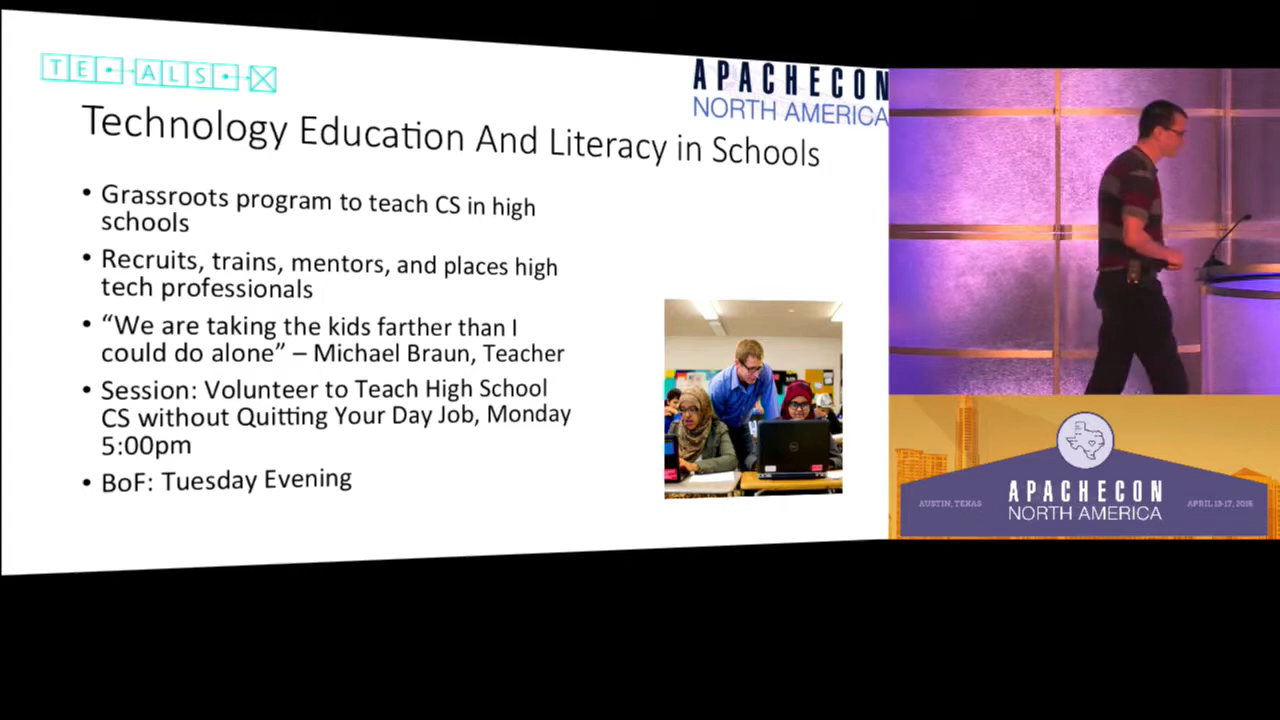 TE•ALS•
APACHECON
NORTH AMERICA
Technology Education And Literacy in Schools
• Grassroots program to teach CS in high
schools
• Recruits, trains, mentors, and places high
tech professionals
• “We are taking the kids farther than I
could do alone” – Michael Braun, Teacher
• Session: Volunteer to Teach High School
CS without Quitting Your Day Job, Monday
5:00pm
• BoF: Tuesday Evening
AUSTIN, TEXAS
APACHECON
NORTH AMERICA
APRIL 13-17, 2015